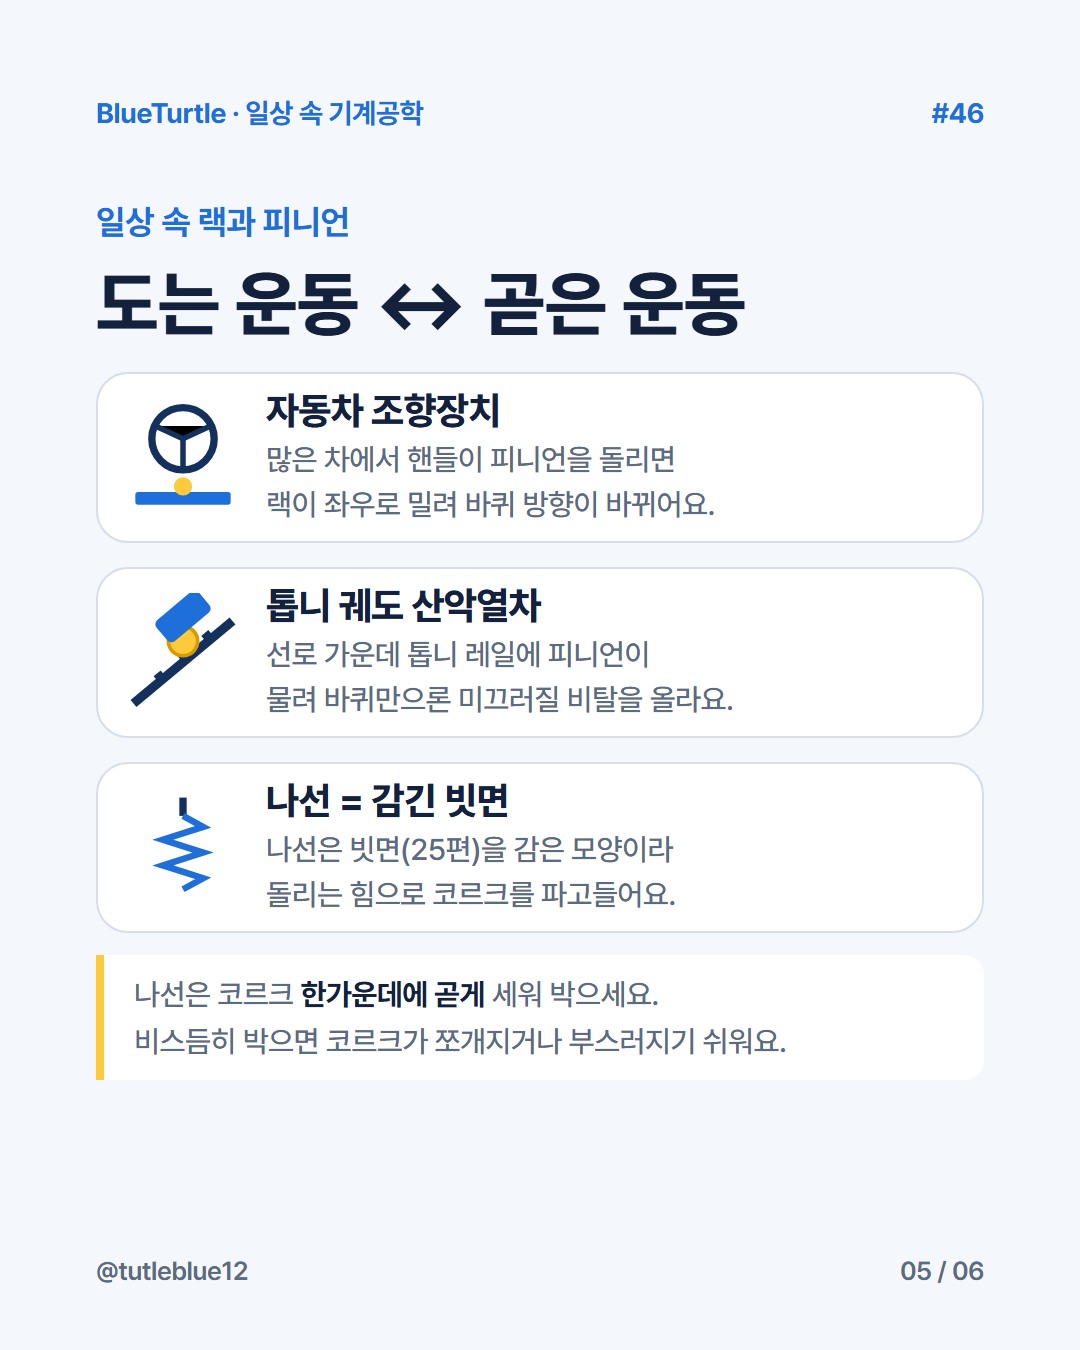 BlueTurtle · 일상 속 기계공학
#46
일상 속 랙과 피니언
도는 운동 ↔ 곧은 운동
자동차 조향장치
많은 차에서 핸들이 피니언을 돌리면
랙이 좌우로 밀려 바퀴 방향이 바뀌어요.
톱니 궤도 산악열차
선로 가운데 톱니 레일에 피니언이
물려 바퀴만으론 미끄러질 비탈을 올라요.
나선 = 감긴 빗면
나선은 빗면(25편)을 감은 모양이라
돌리는 힘으로 코르크를 파고들어요.
나선은 코르크 한가운데에 곧게 세워 박으세요.
비스듬히 박으면 코르크가 쪼개지거나 부스러지기 쉬워요.
@tutleblue12
05 / 06